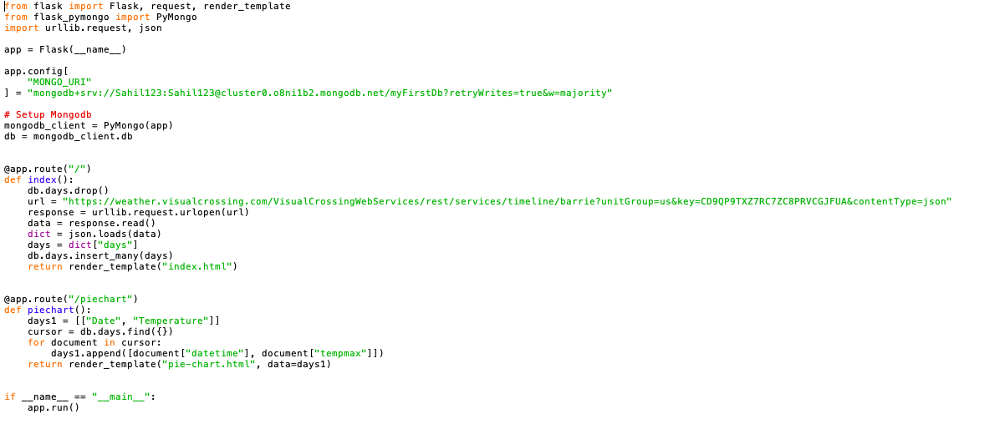 from flask import Flask, request, render_template
from flask_pymongo import PyMongo
import urllib.request, json
app = Flask(__name__)
app.config[
    "MONGO_URI"
] = "mongodb+srv://Sahil123:Sahil123@cluster0.o8ni1b2.mongodb.net/myFirstDb?retryWrites=true&w=majority"
# Setup Mongodb
mongodb_client = PyMongo(app)
db = mongodb_client.db
@app.route("/")
def index():
    db.days.drop()
    url = "https://weather.visualcrossing.com/VisualCrossingWebServices/rest/services/timeline/barrie?unitGroup=us&key=CD9QP9TXZ7RC7ZC8PRVCGJFUA&contentType=json"
    response = urllib.request.urlopen(url)
    data = response.read()
    dict = json.loads(data)
    days = dict["days"]
    db.days.insert_many(days)
    return render_template("index.html")
@app.route("/piechart")
def piechart():
    days1 = [["Date", "Temperature"]]
    cursor = db.days.find({})
    for document in cursor:
        days1.append([document["datetime"], document["tempmax"]])
    return render_template("pie-chart.html", data=days1)
if __name__ == "__main__":
    app.run()